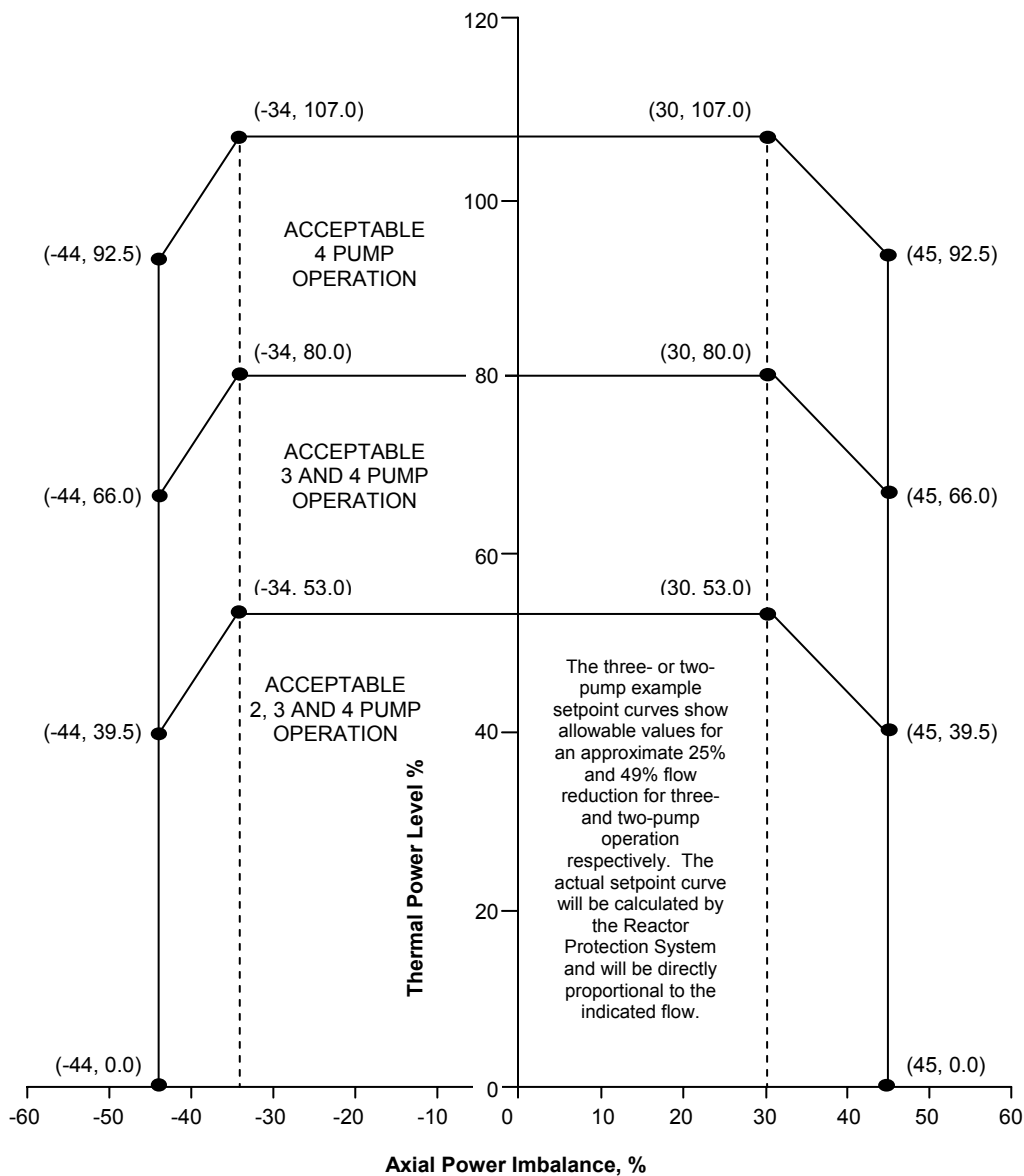 120
(-34, 107.0)
(30, 107.0)
100
ACCEPTABLE
4 PUMP
OPERATION
(-44, 92.5)
(45, 92.5)
(-34, 80.0)
(30, 80.0)
80
ACCEPTABLE
3 AND 4 PUMP
OPERATION
(-44, 66.0)
(45, 66.0)
60
(-34. 53.0)
(30. 53.0)
ACCEPTABLE
2, 3 AND 4 PUMP
OPERATION
(-44, 39.5)
(45, 39.5)
40
The three- or two-
pump example
setpoint curves show
allowable values for
an approximate 25%
and 49% flow
reduction for three-
and two-pump
operation
respectively. The
actual setpoint curve
will be calculated by
the Reactor
Protection System
and will be directly
proportional to the
indicated flow.
Thermal Power Level %
20
(-44, 0.0)
(45, 0.0)
0
-60 -50 -40 -30 -20 -10 0 10 20 30 40 50 60
Axial Power Imbalance, %